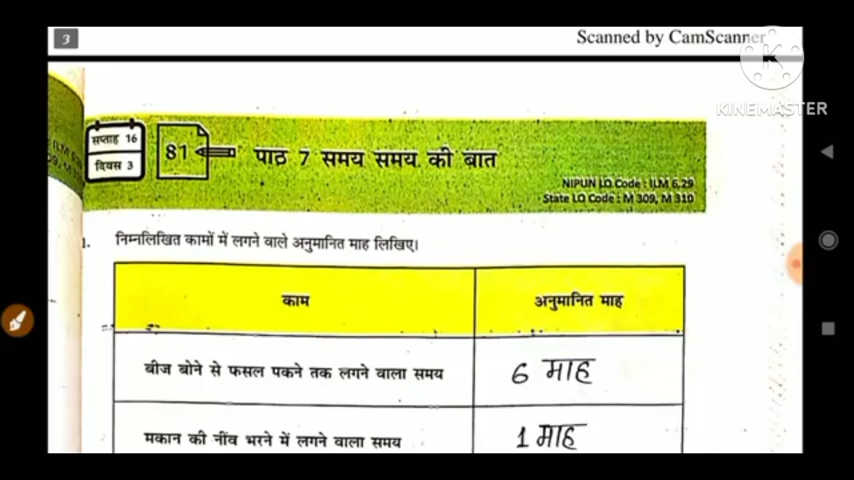 3
Scanned by CamScanner
KINEMASTER
सप्ताह 16
दिवस 3
81
पाठ 7 समय समय की बात
NIPUN LO Code : ILM 6.29
State LO Code : M 309, M 310
निम्नलिखित कामों में लगने वाले अनुमानित माह लिखिए।
काम
अनुमानित माह
बीज बोने से फसल पकने तक लगने वाला समय
6 माह
मकान की नींव भरने में लगने वाला समय
1 माह